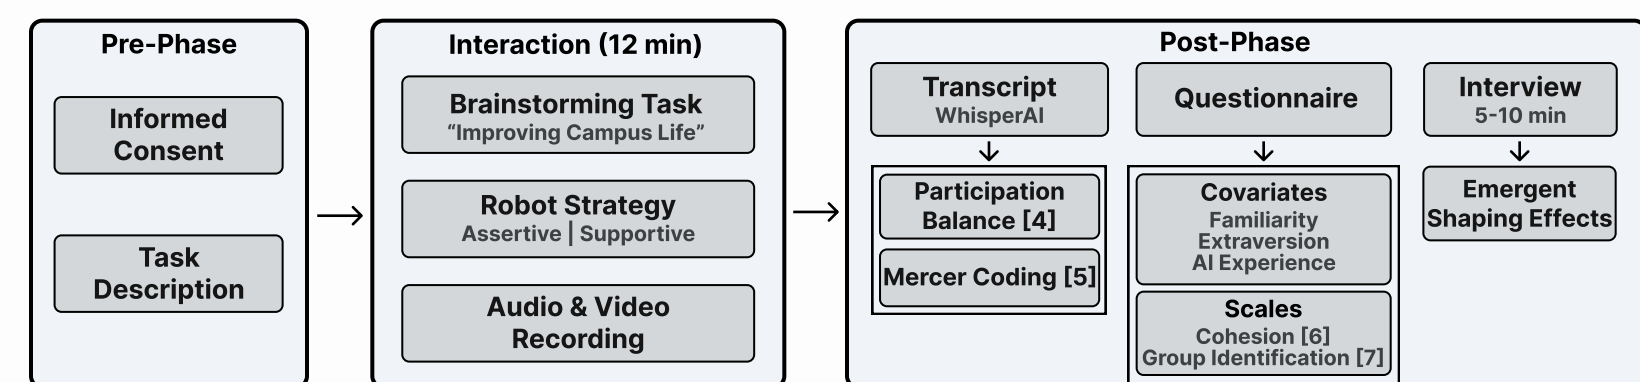 Pre-Phase
Informed
Consent
Task
Description
Interaction (12 min)
Brainstorming Task
“Improving Campus Life”
Robot Strategy
Assertive | Supportive
Audio & Video
Recording
Post-Phase
Transcript
WhisperAI
Participation
Balance [4]
Mercer Coding [5]
Questionnaire
Covariates
Familiarity
Extraversion
AI Experience
Scales
Cohesion [6]
Group Identification [7]
Interview
5-10 min
Emergent
Shaping Effects